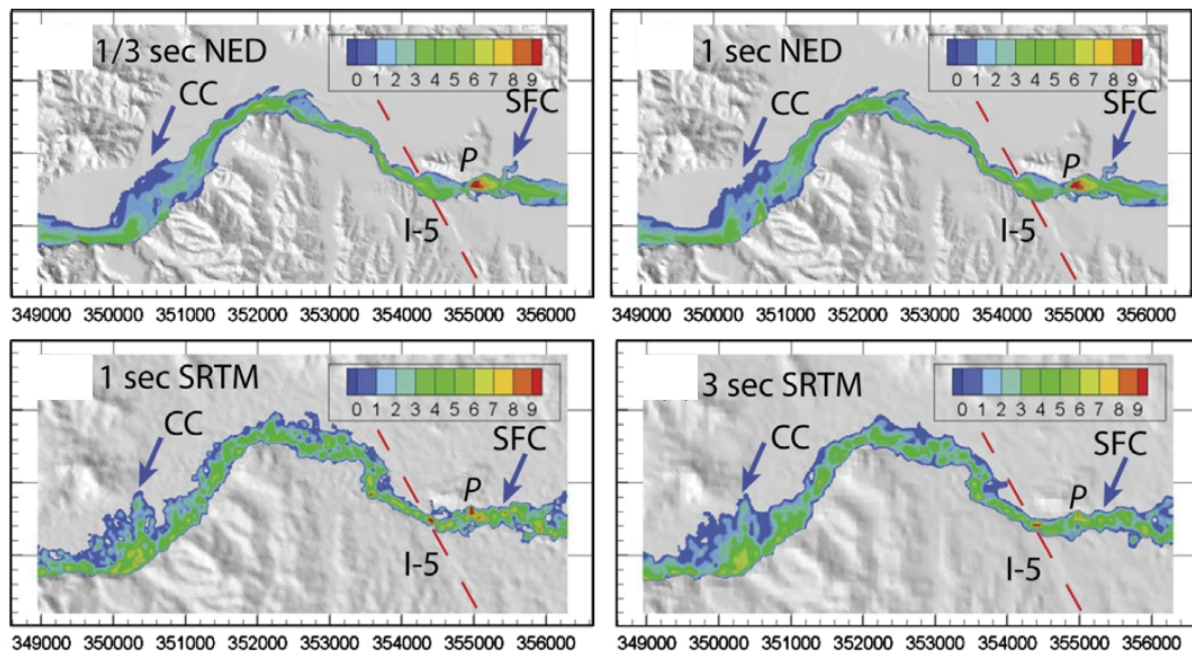 1/3 sec NED
0 1 2 3 4 5 6 7 8 9
CC
SFC
P
I-5
349000 350000 351000 352000 353000 354000 355000 356000
1 sec NED
0 1 2 3 4 5 6 7 8 9
CC
SFC
P
I-5
349000 350000 351000 352000 353000 354000 355000 356000
1 sec SRTM
0 1 2 3 4 5 6 7 8 9
CC
SFC
P
I-5
349000 350000 351000 352000 353000 354000 355000 356000
3 sec SRTM
0 1 2 3 4 5 6 7 8 9
CC
SFC
P
I-5
349000 350000 351000 352000 353000 354000 355000 356000